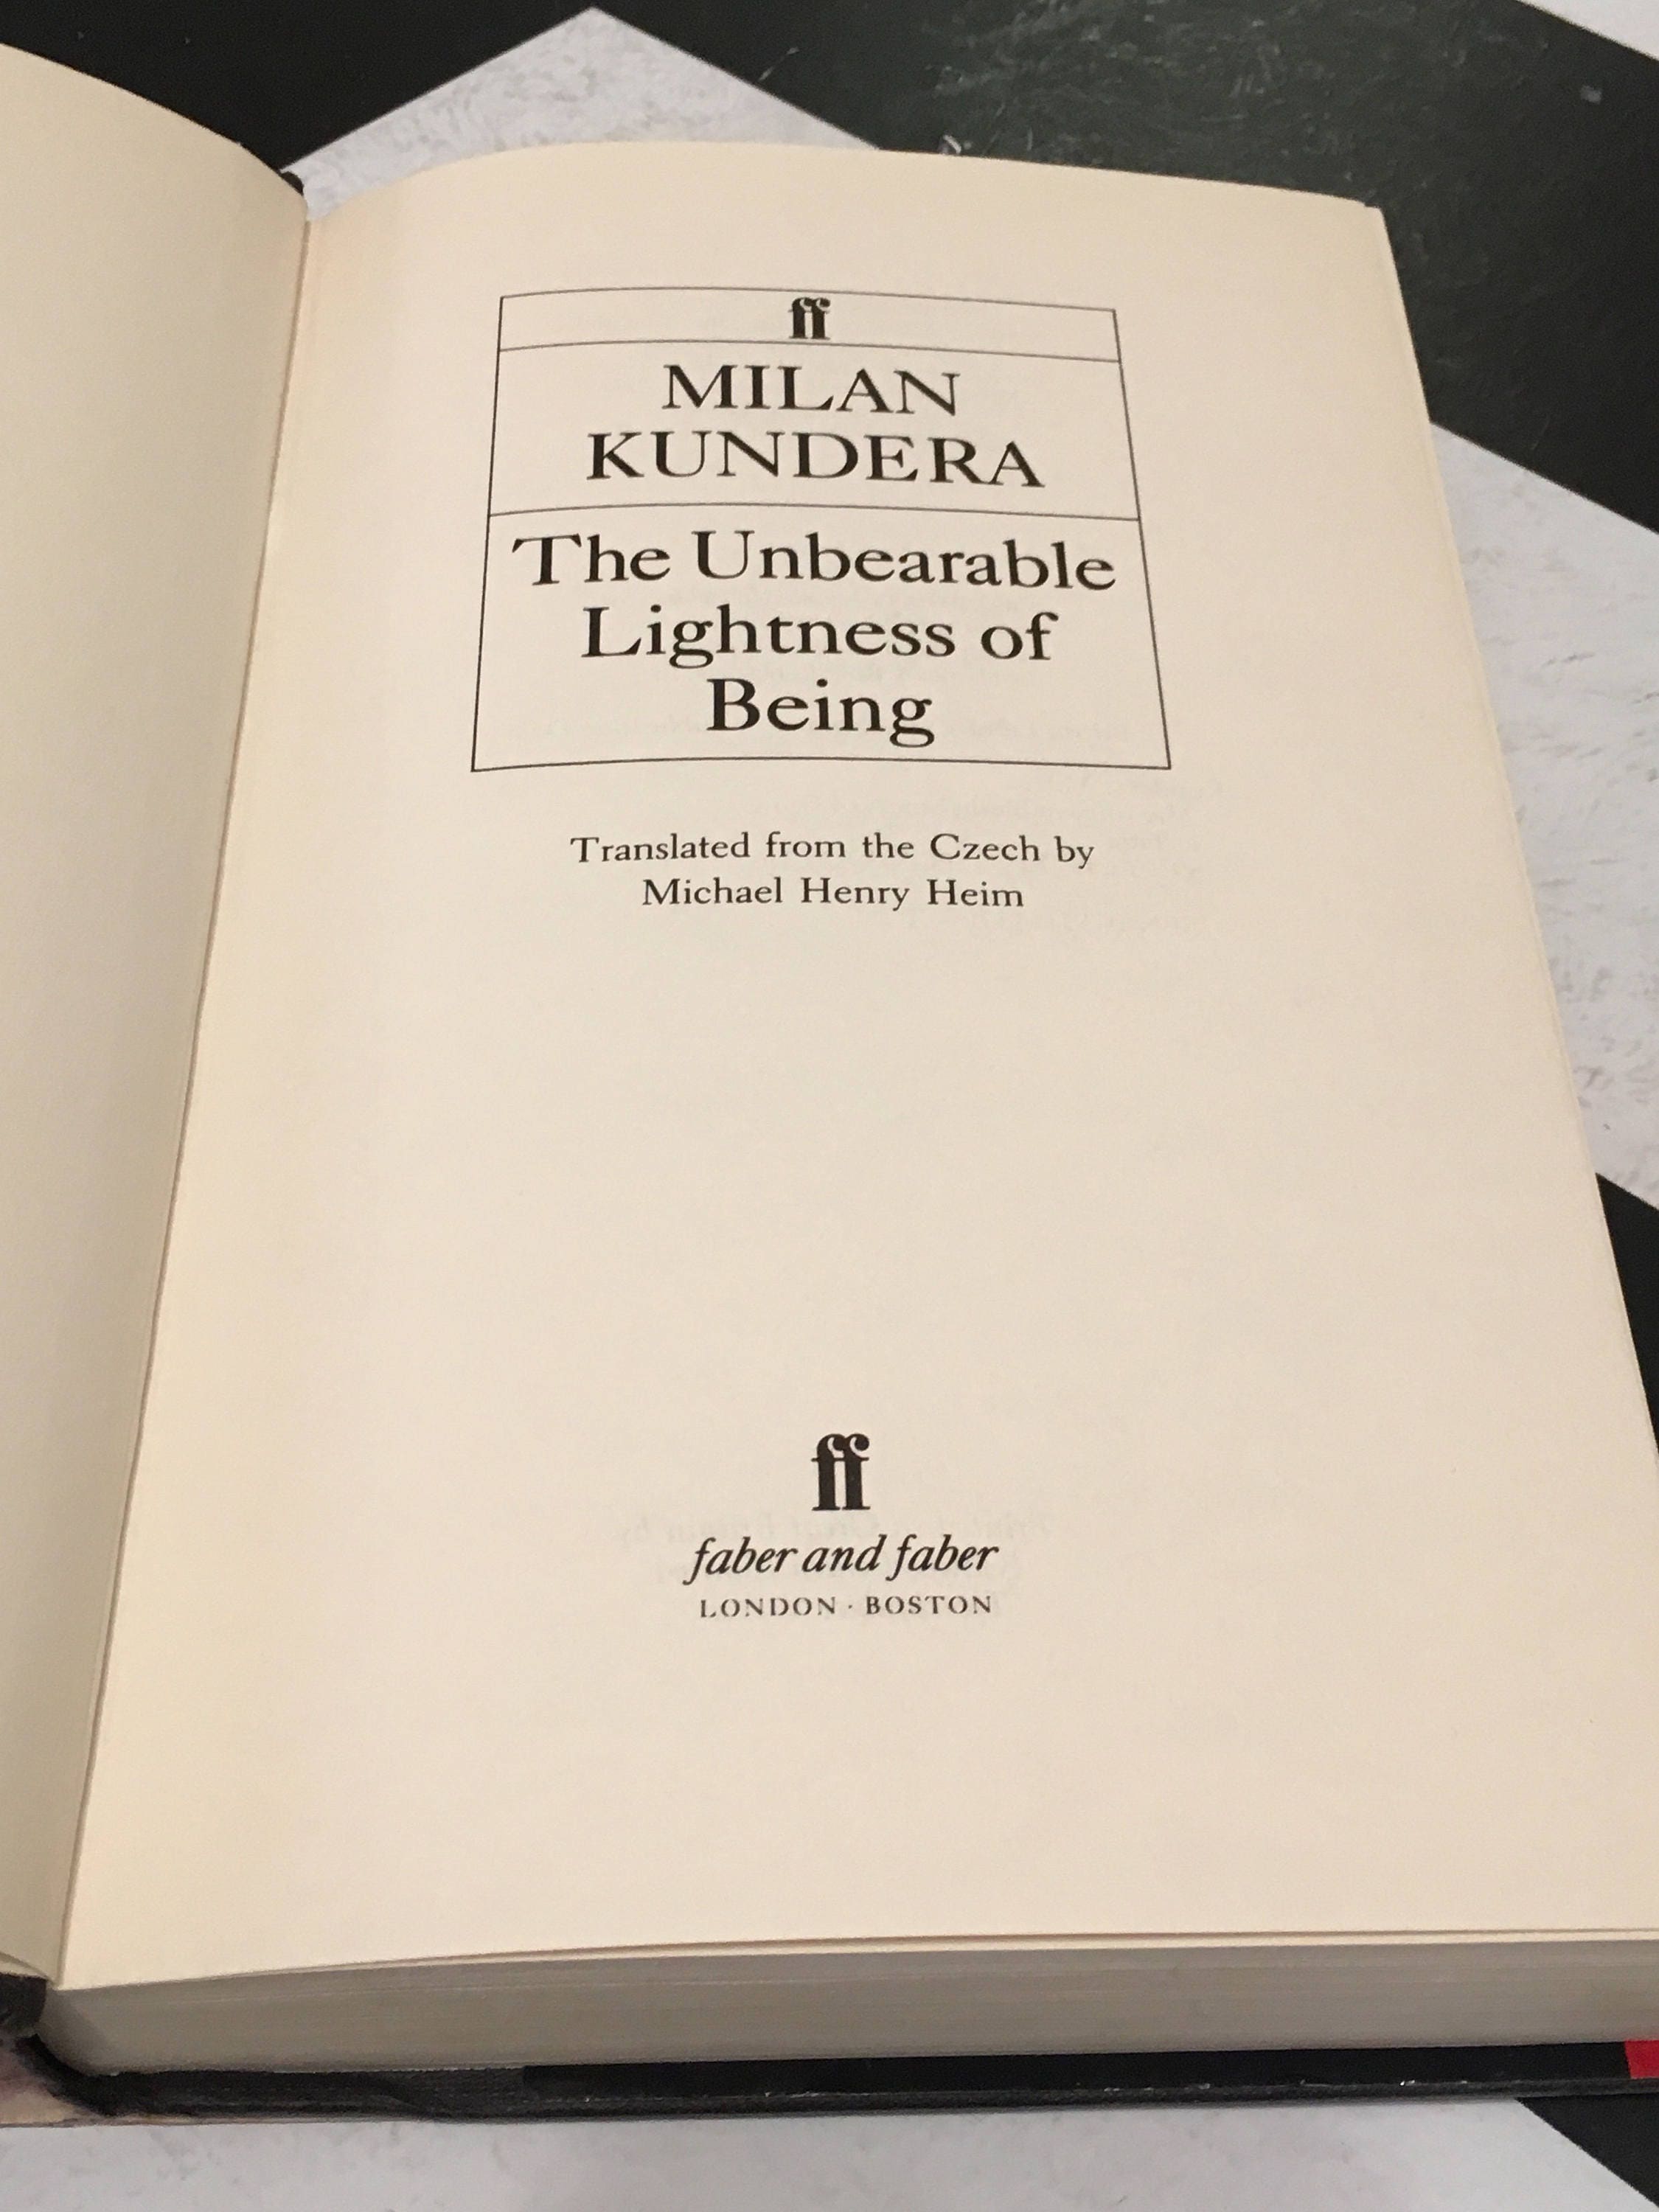 ff
MILAN
KUNDERA
The Unbearable
Lightness of
Being
Translated from the Czech by
Michael Henry Heim
ff
faber and faber
LONDON · BOSTON